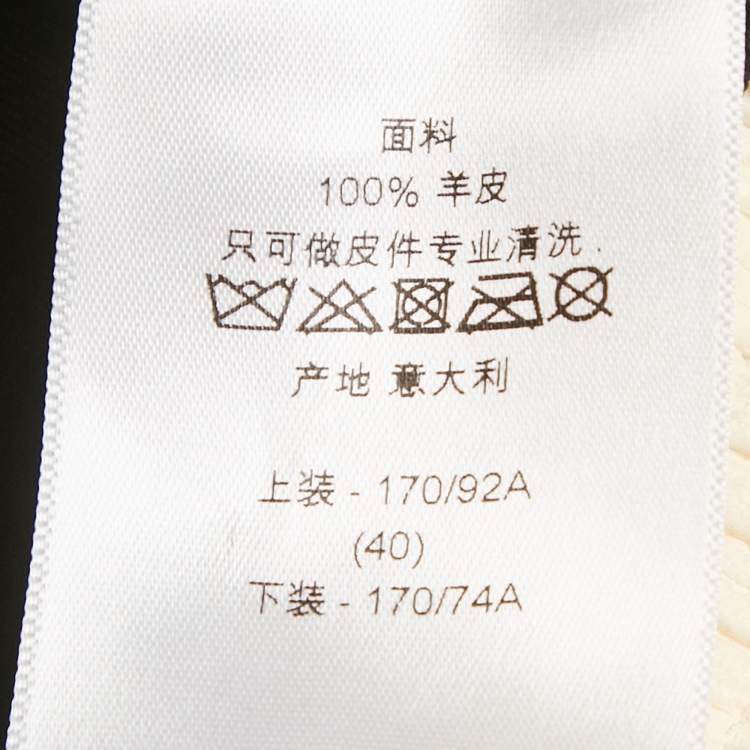 面料
100% 羊皮
只可做皮件专业清洗.
产地 意大利
上装 - 170/92A
(40)
下装 - 170/74A